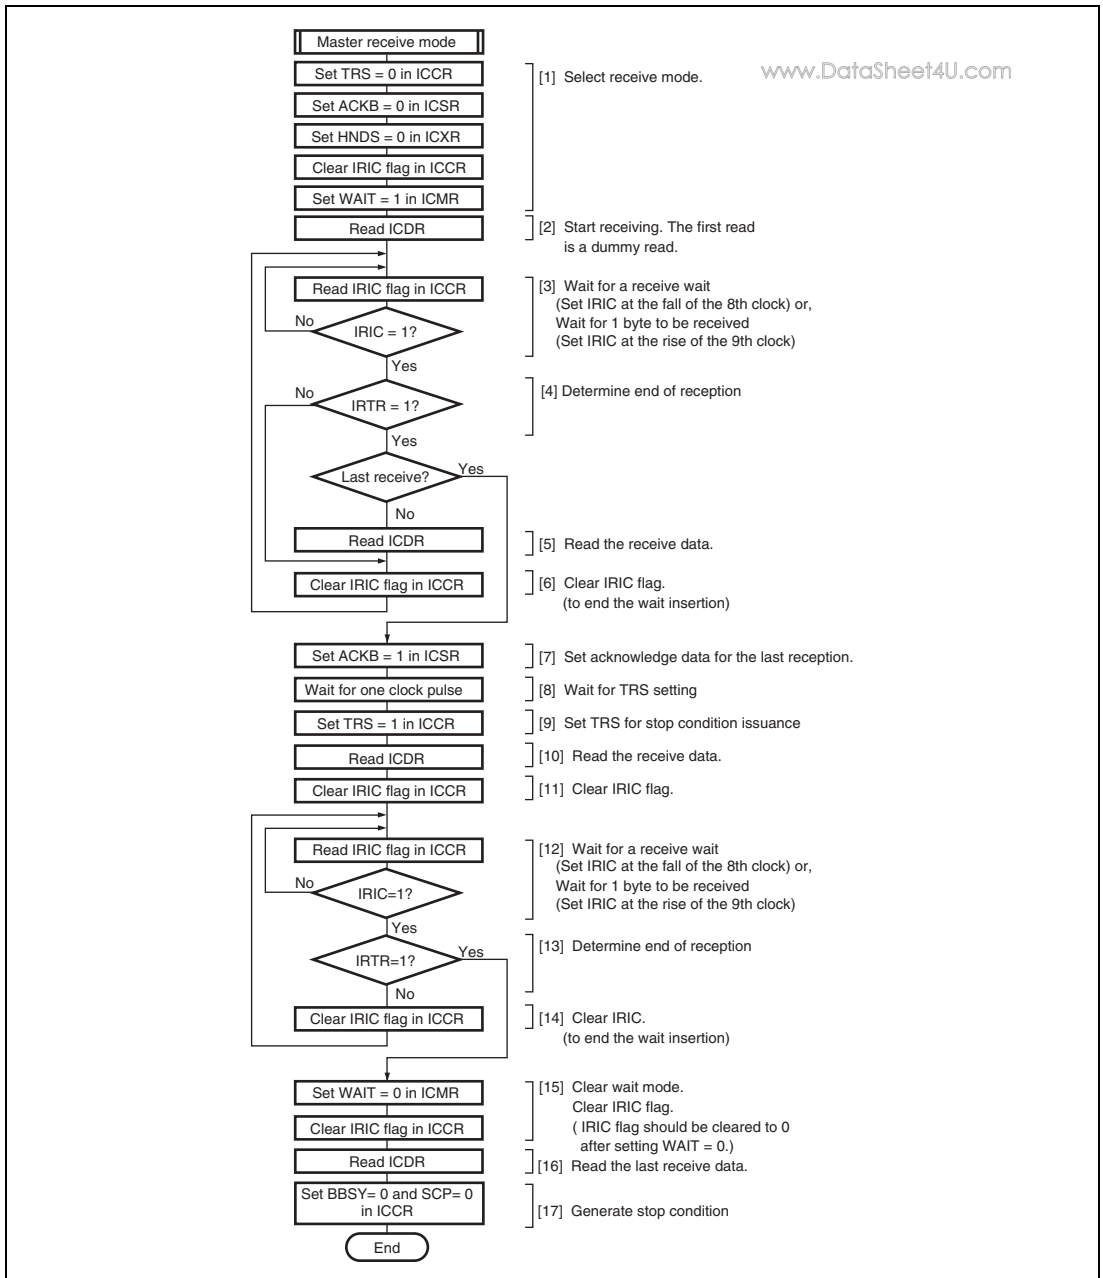 Master receive mode
www.DataSheet4U.com
Set TRS = 0 in ICCR
[1] Select receive mode.
Set ACKB = 0 in ICSR
Set HNDS = 0 in ICXR
Clear IRIC flag in ICCR
Set WAIT = 1 in ICMR
Read ICDR
[2] Start receiving. The first read
is a dummy read.
Read IRIC flag in ICCR
[3] Wait for a receive wait
(Set IRIC at the fall of the 8th clock) or,
Wait for 1 byte to be received
(Set IRIC at the rise of the 9th clock)
No
IRIC = 1?
Yes
No
IRTR = 1?
[4] Determine end of reception
Yes
Last receive?
Yes
No
Read ICDR
[5] Read the receive data.
Clear IRIC flag in ICCR
[6] Clear IRIC flag.
(to end the wait insertion)
Set ACKB = 1 in ICSR
[7] Set acknowledge data for the last reception.
Wait for one clock pulse
[8] Wait for TRS setting
Set TRS = 1 in ICCR
[9] Set TRS for stop condition issuance
Read ICDR
[10] Read the receive data.
Clear IRIC flag in ICCR
[11] Clear IRIC flag.
Read IRIC flag in ICCR
[12] Wait for a receive wait
(Set IRIC at the fall of the 8th clock) or,
Wait for 1 byte to be received
(Set IRIC at the rise of the 9th clock)
No
IRIC=1?
Yes
IRTR=1?
Yes
[13] Determine end of reception
No
Clear IRIC flag in ICCR
[14] Clear IRIC.
(to end the wait insertion)
Set WAIT = 0 in ICMR
[15] Clear wait mode.
Clear IRIC flag.
( IRIC flag should be cleared to 0
after setting WAIT = 0.)
Clear IRIC flag in ICCR
Read ICDR
[16] Read the last receive data.
Set BBSY= 0 and SCP= 0
in ICCR
[17] Generate stop condition
End